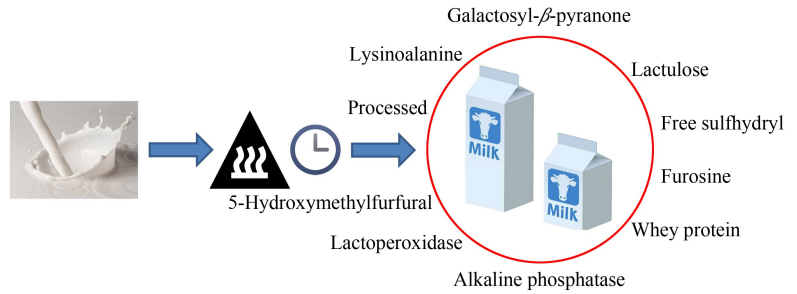 Galactosyl-β-pyranone
Lysinoalanine
Lactulose
Processed
Free sulfhydryl
Milk
Furosine
5-Hydroxymethylfurfural
Milk
Whey protein
Lactoperoxidase
Alkaline phosphatase